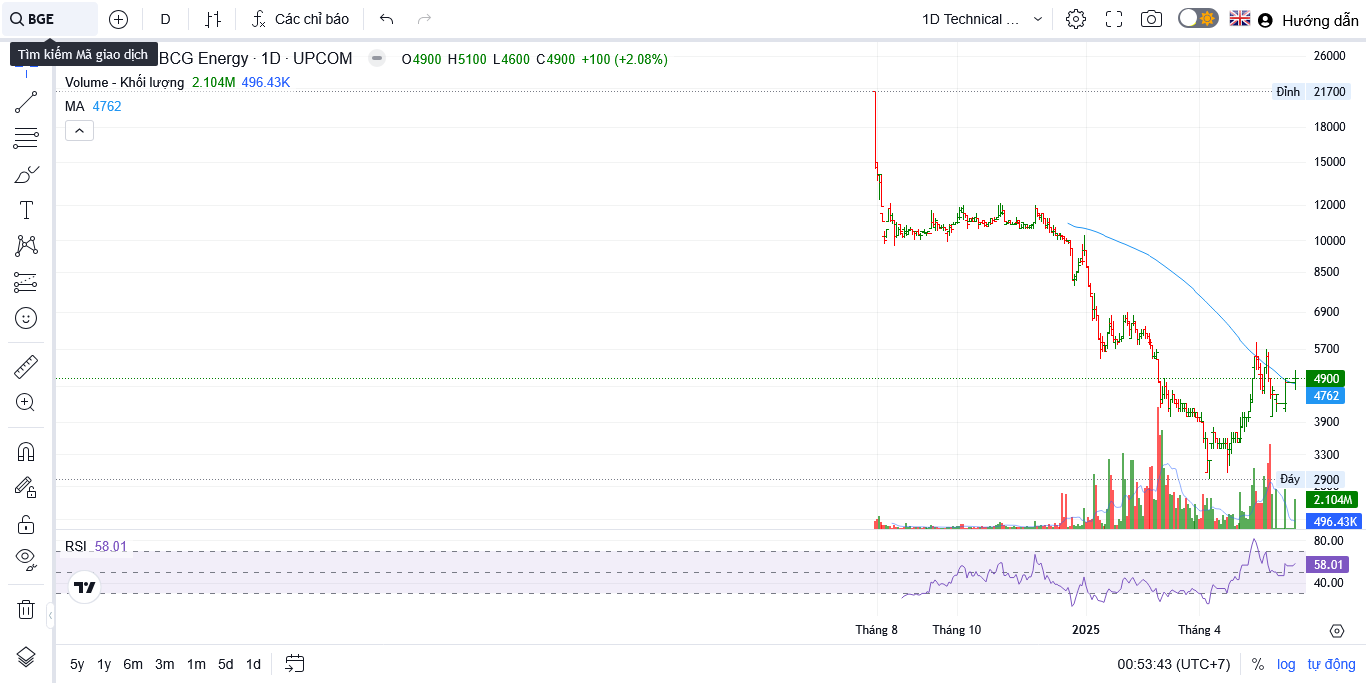 BGE D Các chỉ báo 1D Technical ... Hướng dẫn
Tìm kiếm Mã giao dịch
BCG Energy · 1D · UPCOM O4900 H5100 L4600 C4900 +100 (+2.08%)
Volume - Khối lượng 2.104M 496.43K
MA 4762
26000
Đỉnh 21700
18000
15000
12000
10000
8500
6900
5700
4900
4762
3900
3300
Đáy 2900
2.104M
496.43K
RSI 58.01
80.00
58.01
40.00
Tháng 8 Tháng 10 2025 Tháng 4
5y 1y 6m 3m 1m 5d 1d 00:53:43 (UTC+7) % log tự động